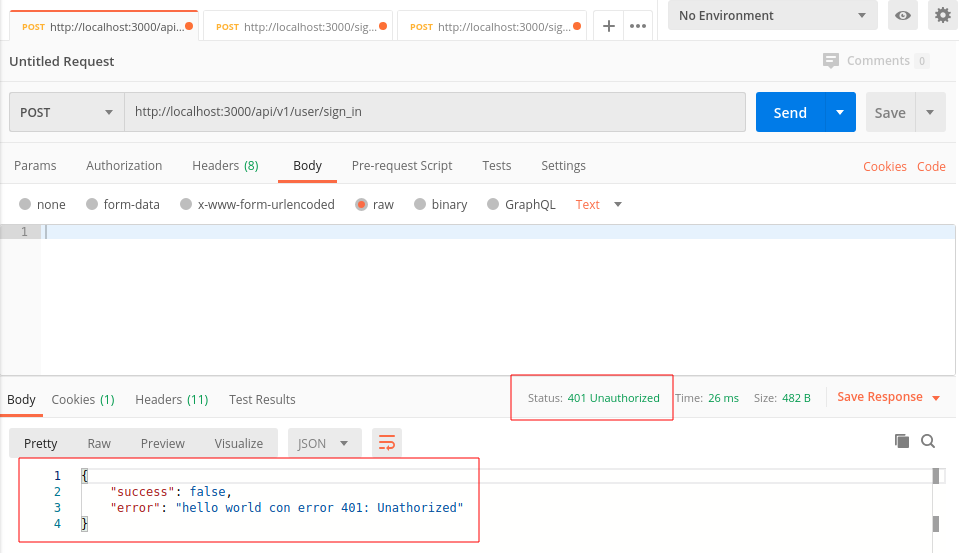 POST http://localhost:3000/api... POST http://localhost:3000/sig... POST http://localhost:3000/sig... + ••• No Environment
Untitled Request Comments 0
POST http://localhost:3000/api/v1/user/sign_in Send Save
Params Authorization Headers (8) Body Pre-request Script Tests Settings Cookies Code
none form-data x-www-form-urlencoded raw binary GraphQL Text
1
Body Cookies (1) Headers (11) Test Results Status: 401 Unauthorized Time: 26 ms Size: 482 B Save Response
Pretty Raw Preview Visualize JSON
1 {
2 "success": false,
3 "error": "hello world con error 401: Unathorized"
4 }